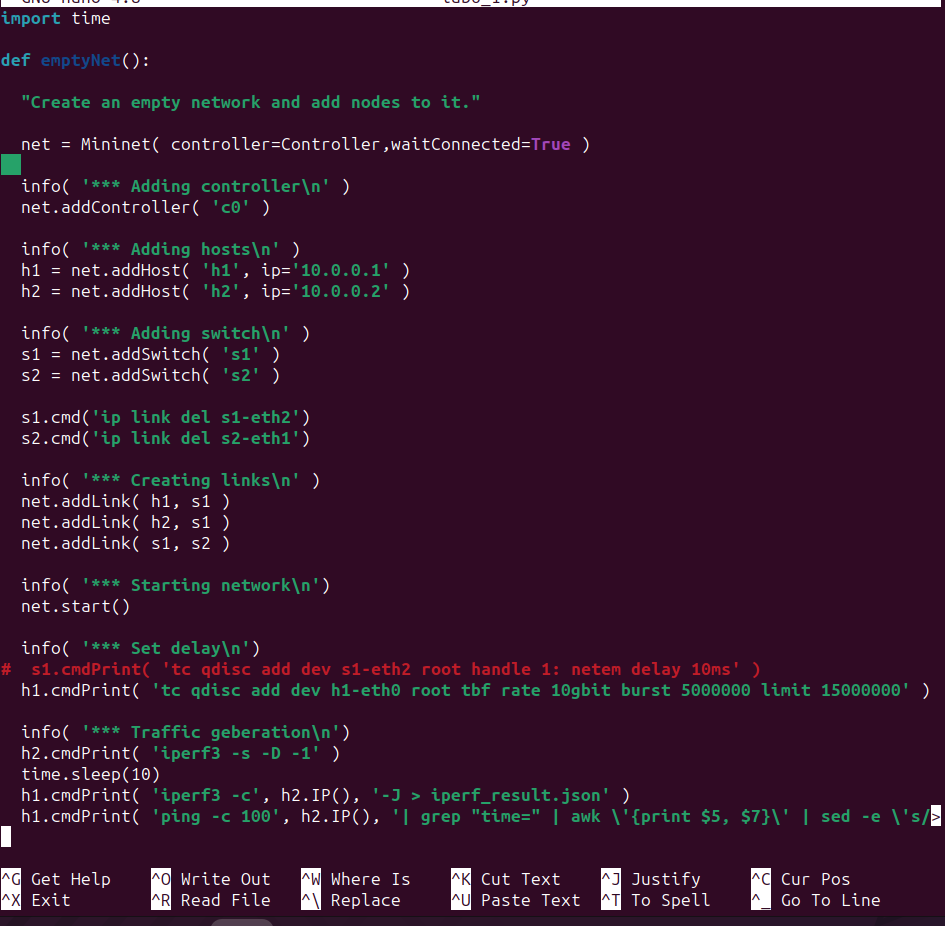 import time
def emptyNet():
"Create an empty network and add nodes to it."
net = Mininet( controller=Controller,waitConnected=True )
info( '*** Adding controller\n' )
net.addController( 'c0' )
info( '*** Adding hosts\n' )
h1 = net.addHost( 'h1', ip='10.0.0.1' )
h2 = net.addHost( 'h2', ip='10.0.0.2' )
info( '*** Adding switch\n' )
s1 = net.addSwitch( 's1' )
s2 = net.addSwitch( 's2' )
s1.cmd('ip link del s1-eth2')
s2.cmd('ip link del s2-eth1')
info( '*** Creating links\n' )
net.addLink( h1, s1 )
net.addLink( h2, s1 )
net.addLink( s1, s2 )
info( '*** Starting network\n')
net.start()
info( '*** Set delay\n')
#  s1.cmdPrint( 'tc qdisc add dev s1-eth2 root handle 1: netem delay 10ms' )
h1.cmdPrint( 'tc qdisc add dev h1-eth0 root tbf rate 10gbit burst 5000000 limit 15000000' )
info( '*** Traffic geberation\n')
h2.cmdPrint( 'iperf3 -s -D -1' )
time.sleep(10)
h1.cmdPrint( 'iperf3 -c', h2.IP(), '-J > iperf_result.json' )
h1.cmdPrint( 'ping -c 100', h2.IP(), '| grep "time=" | awk \'{print $5, $7}\' | sed -e \'s/>
^G Get Help ^O Write Out ^W Where Is ^K Cut Text ^J Justify ^C Cur Pos
^X Exit ^R Read File ^\ Replace ^U Paste Text ^T To Spell ^_ Go To Line